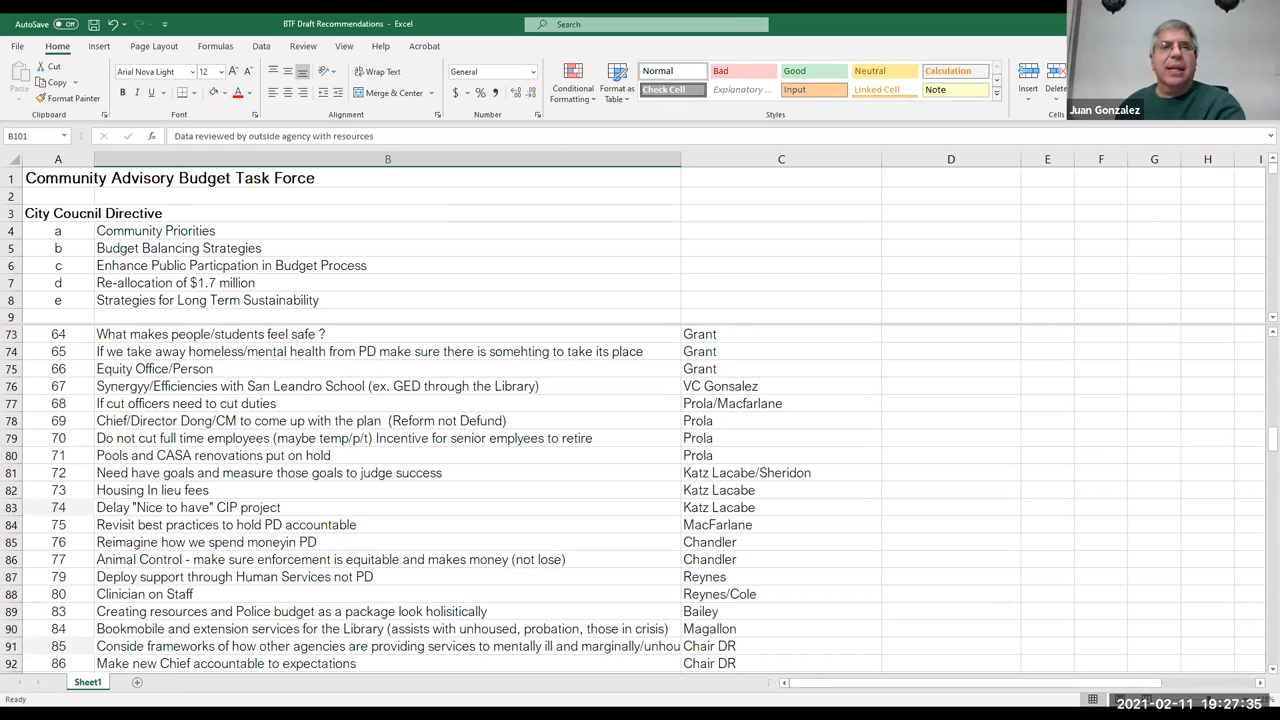 AutoSave Off BTF Draft Recommendations - Excel Search
File Home Insert Page Layout Formulas Data Review View Help Acrobat
Cut Arial Nova Light 12 Wrap Text General Normal Bad Good Neutral Calculation
Copy Paste Format Painter B I U Merge & Center $ % Conditional Formatting Format as Table Check Cell Explanatory ... Input Linked Cell Note Insert Delete
Clipboard Font Alignment Number Styles Cells
Juan Gonzalez
B101 fx Data reviewed by outside agency with resources
A B C D E F G H I
1 Community Advisory Budget Task Force
2
3 City Coucnil Directive
4 a Community Priorities
5 b Budget Balancing Strategies
6 c Enhance Public Particpation in Budget Process
7 d Re-allocation of $1.7 million
8 e Strategies for Long Term Sustainability
9
73 64 What makes people/students feel safe ? Grant
74 65 If we take away homeless/mental health from PD make sure there is somehting to take its place Grant
75 66 Equity Office/Person Grant
76 67 Synergyy/Efficiencies with San Leandro School (ex. GED through the Library) VC Gonsalez
77 68 If cut officers need to cut duties Prola/Macfarlane
78 69 Chief/Director Dong/CM to come up with the plan (Reform not Defund) Prola
79 70 Do not cut full time employees (maybe temp/p/t) Incentive for senior emplyees to retire Prola
80 71 Pools and CASA renovations put on hold Prola
81 72 Need have goals and measure those goals to judge success Katz Lacabe/Sheridon
82 73 Housing In lieu fees Katz Lacabe
83 74 Delay "Nice to have" CIP project Katz Lacabe
84 75 Revisit best practices to hold PD accountable MacFarlane
85 76 Reimagine how we spend moneyin PD Chandler
86 77 Animal Control - make sure enforcement is equitable and makes money (not lose) Chandler
87 79 Deploy support through Human Services not PD Reynes
88 80 Clinician on Staff Reynes/Cole
89 83 Creating resources and Police budget as a package look holisitically Bailey
90 84 Bookmobile and extension services for the Library (assists with unhoused, probation, those in crisis) Magallon
91 85 Conside frameworks of how other agencies are providing services to mentally ill and marginally/unhou Chair DR
92 86 Make new Chief accountable to expectations Chair DR
Sheet1
Ready
2021-02-11 19:27:35